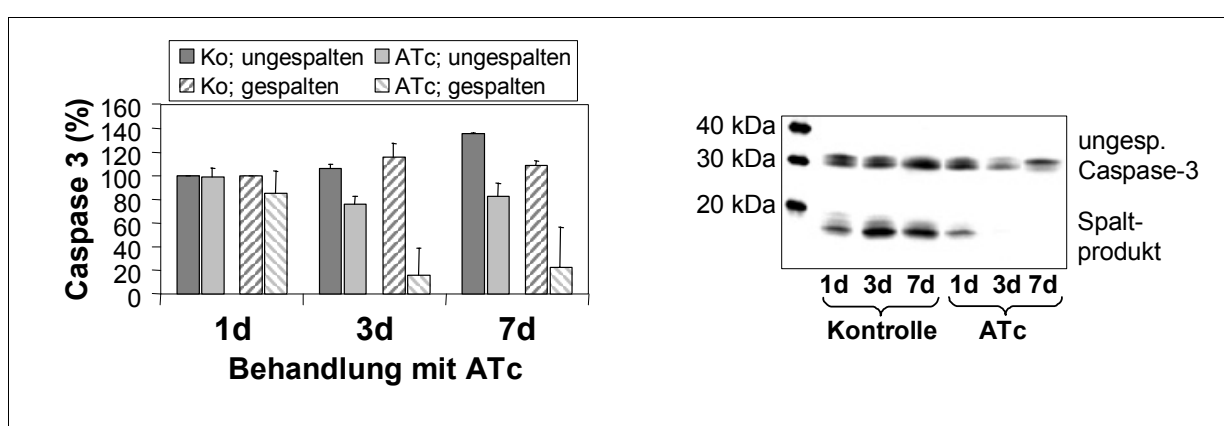 Ko; ungespalten ATc; ungespalten
Ko; gespalten ATc; gespalten
Caspase 3 (%)
160
140
120
100
80
60
40
20
0
1d 3d 7d
Behandlung mit ATc
40 kDa
30 kDa
20 kDa
ungesp.
Caspase-3
Spalt-
produkt
1d 3d 7d 1d 3d 7d
Kontrolle ATc